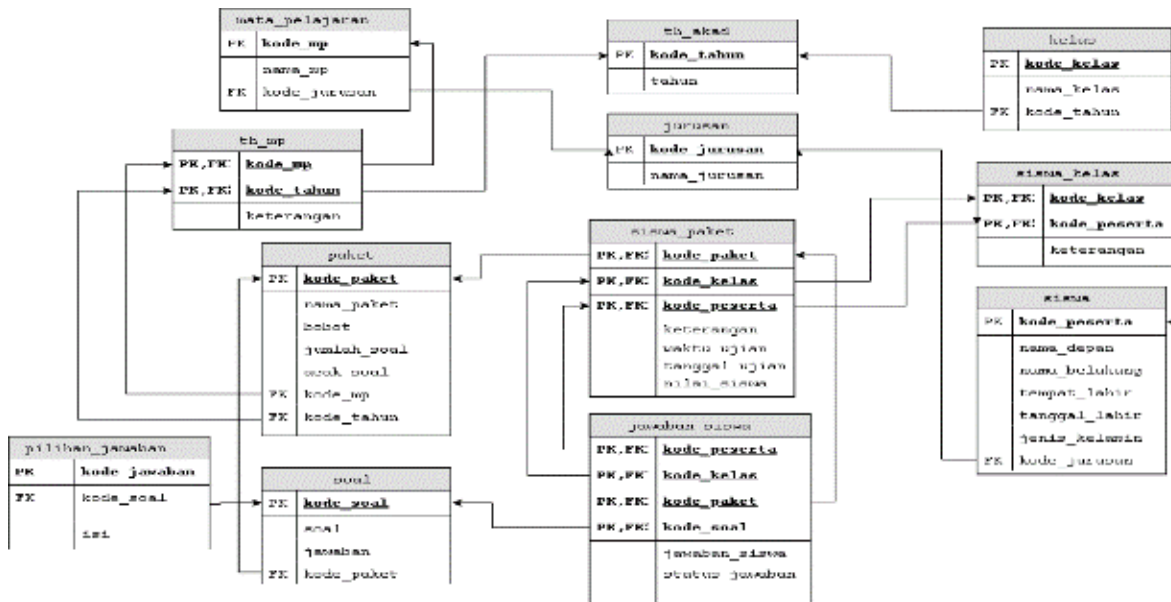 mata_pelajaran
PK kode_mp
nama_mp
FK kode_jurusan
th_akad
PK kode_tahun
tahun
kelas
PK kode_kelas
nama_kelas
FK kode_tahun
th_mp
PK,FK: kode_mp
PK,FK: kode_tahun
keterangan
jurusan
PK kode_jurusan
nama_jurusan
siswa_kelas
PK,FK: kode_kelas
PK,FK: kode_peserta
keterangan
paket
PK kode_paket
nama_paket
bobot
jumlah_soal
acak_soal
FK kode_mp
FK kode_tahun
siswa_paket
PK,FK: kode_paket
PK,FK: kode_kelas
PK,FK: kode_peserta
keterangan
waktu_ujian
tanggal_ujian
nilai_siswa
siswa
PK kode_peserta
nama_depan
nama_belakang
tempat_lahir
tanggal_lahir
jenis_kelamin
FK kode_jurusan
pilihan_jawaban
PK kode_jawaban
FK kode_soal
isi
soal
PK kode_soal
soal
jawaban
FK kode_paket
jawaban_siswa
PK,FK: kode_peserta
PK,FK: kode_kelas
PK,FK: kode_paket
PK,FK: kode_soal
jawaban_siswa
status_jawaban